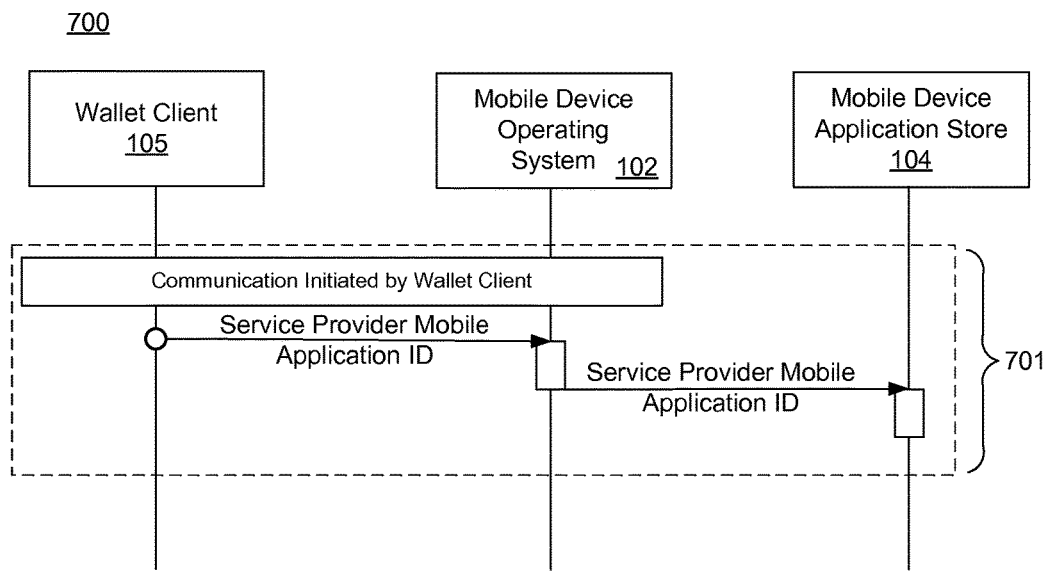 700
Wallet Client
105
Mobile Device
Operating
System
102
Mobile Device
Application Store
104
Communication Initiated by Wallet Client
Service Provider Mobile
Application ID
Service Provider Mobile
Application ID
701